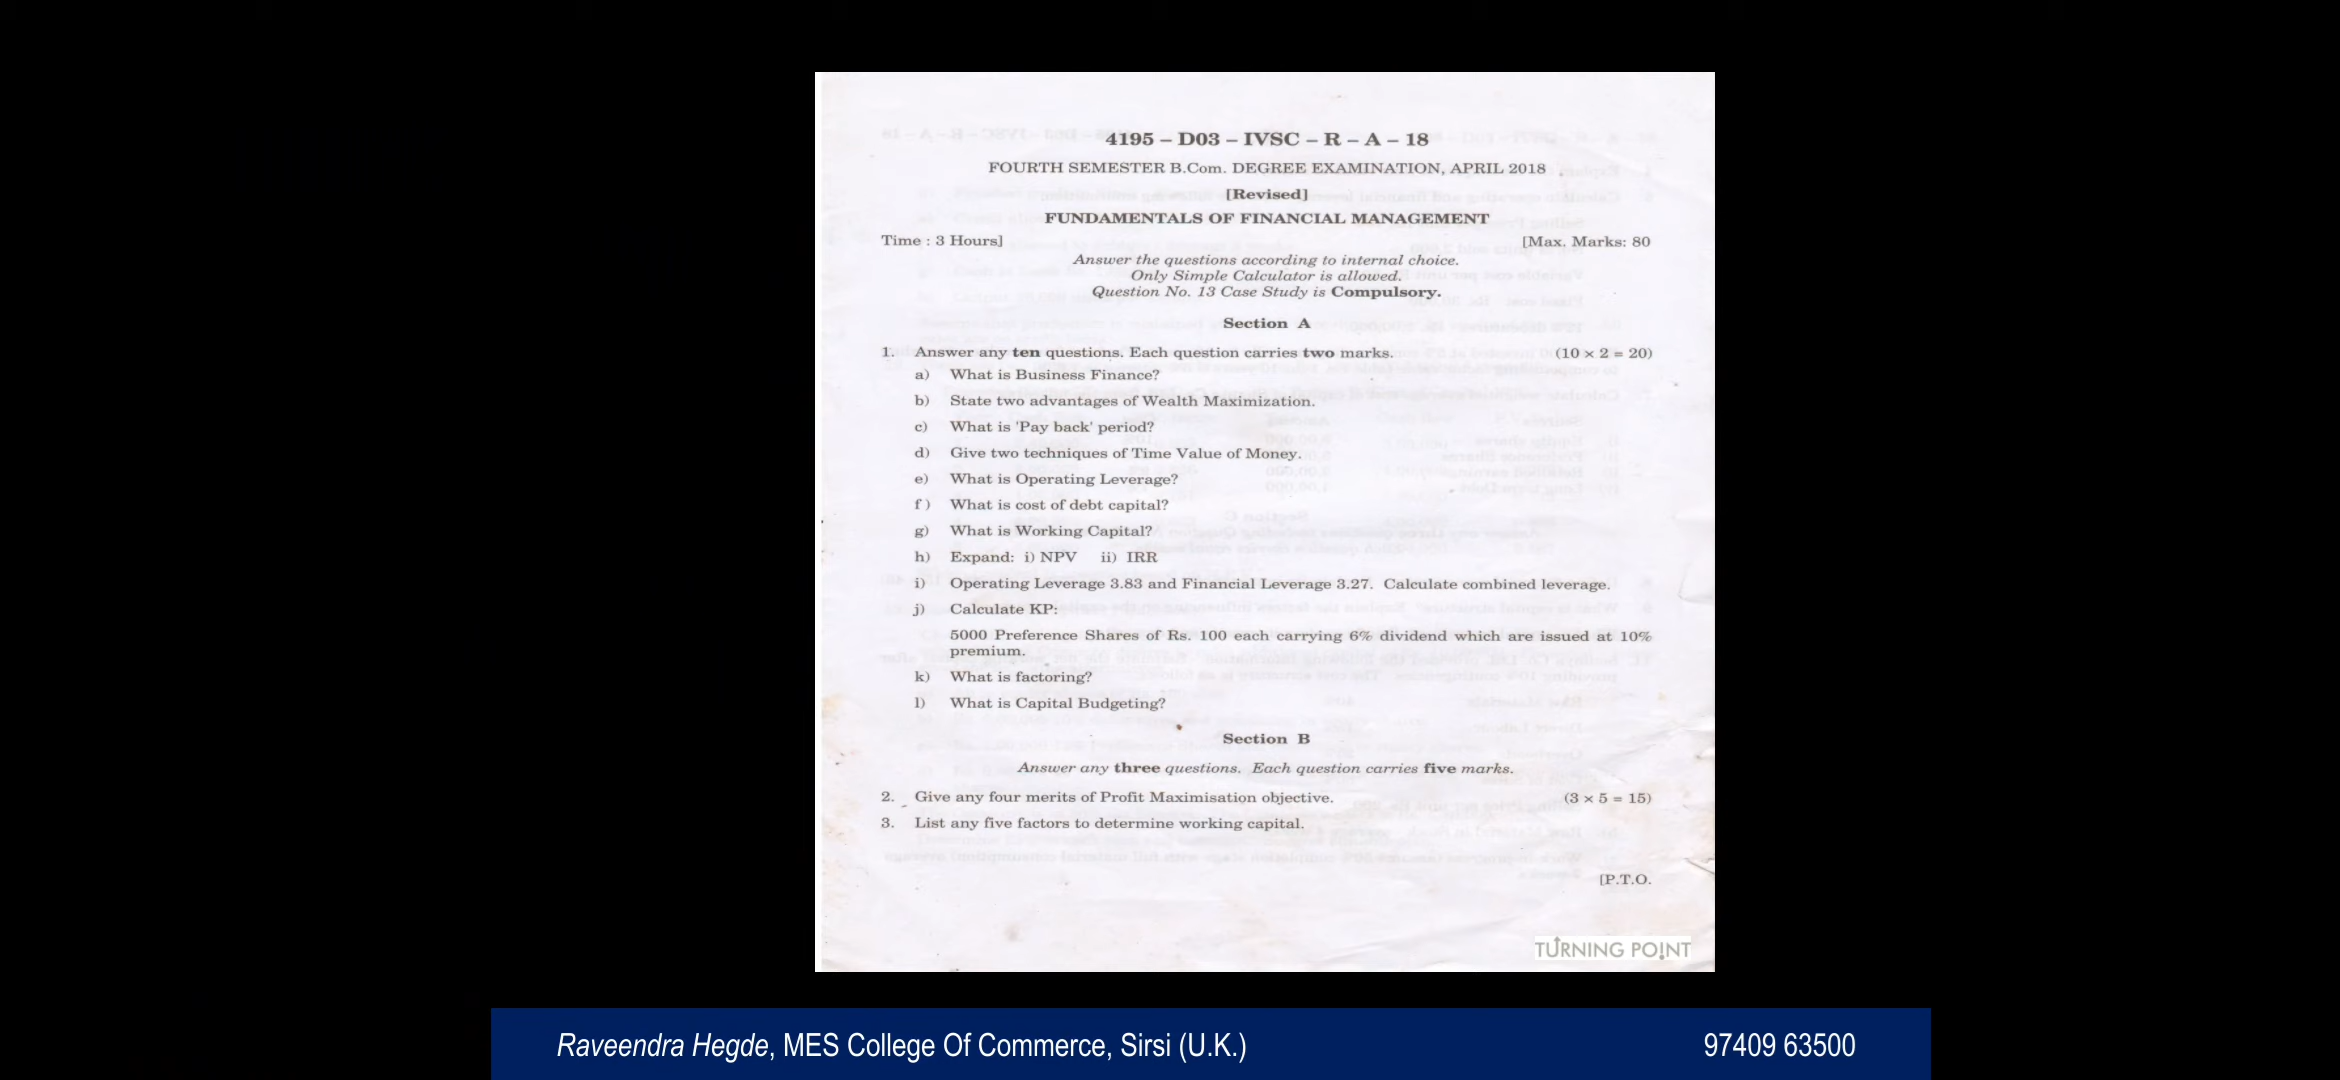 4195 – D03 – IVSC – R – A – 18
FOURTH SEMESTER B.Com. DEGREE EXAMINATION, APRIL 2018
[Revised]
FUNDAMENTALS OF FINANCIAL MANAGEMENT
Time : 3 Hours] [Max. Marks: 80
Answer the questions according to internal choice.
Only Simple Calculator is allowed.
Question No. 13 Case Study is Compulsory.
Section A
1. Answer any ten questions. Each question carries two marks. (10 × 2 = 20)
a) What is Business Finance?
b) State two advantages of Wealth Maximization.
c) What is 'Pay back' period?
d) Give two techniques of Time Value of Money.
e) What is Operating Leverage?
f) What is cost of debt capital?
g) What is Working Capital?
h) Expand: i) NPV ii) IRR
i) Operating Leverage 3.83 and Financial Leverage 3.27. Calculate combined leverage.
j) Calculate KP:
5000 Preference Shares of Rs. 100 each carrying 6% dividend which are issued at 10%
premium.
k) What is factoring?
l) What is Capital Budgeting?
Section B
Answer any three questions. Each question carries five marks.
2. Give any four merits of Profit Maximisation objective. (3 × 5 = 15)
3. List any five factors to determine working capital.
[P.T.O.
TURNING POINT
Raveendra Hegde, MES College Of Commerce, Sirsi (U.K.) 97409 63500